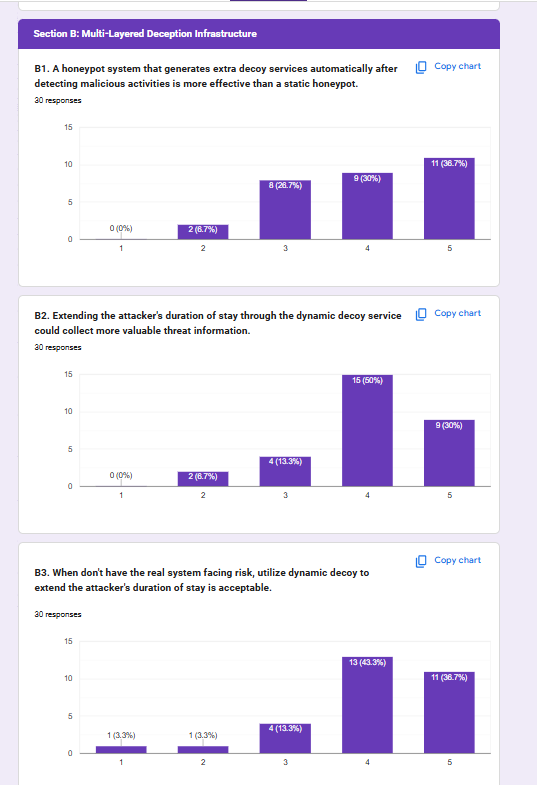 Section B: Multi-Layered Deception Infrastructure
B1. A honeypot system that generates extra decoy services automatically after
detecting malicious activities is more effective than a static honeypot.
Copy chart
30 responses
15
10
5
0
0 (0%)
2 (6.7%)
8 (26.7%)
9 (30%)
11 (36.7%)
1 2 3 4 5
B2. Extending the attacker's duration of stay through the dynamic decoy service
could collect more valuable threat information.
Copy chart
30 responses
15
10
5
0
0 (0%)
2 (6.7%)
4 (13.3%)
15 (50%)
9 (30%)
1 2 3 4 5
B3. When don't have the real system facing risk, utilize dynamic decoy to
extend the attacker's duration of stay is acceptable.
Copy chart
30 responses
15
10
5
0
1 (3.3%)
1 (3.3%)
4 (13.3%)
13 (43.3%)
11 (36.7%)
1 2 3 4 5